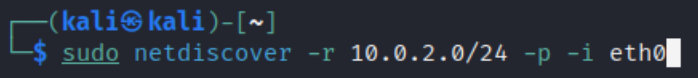 ┌──(kali㉿kali)-[~]
└─$ sudo netdiscover -r 10.0.2.0/24 -p -i eth0